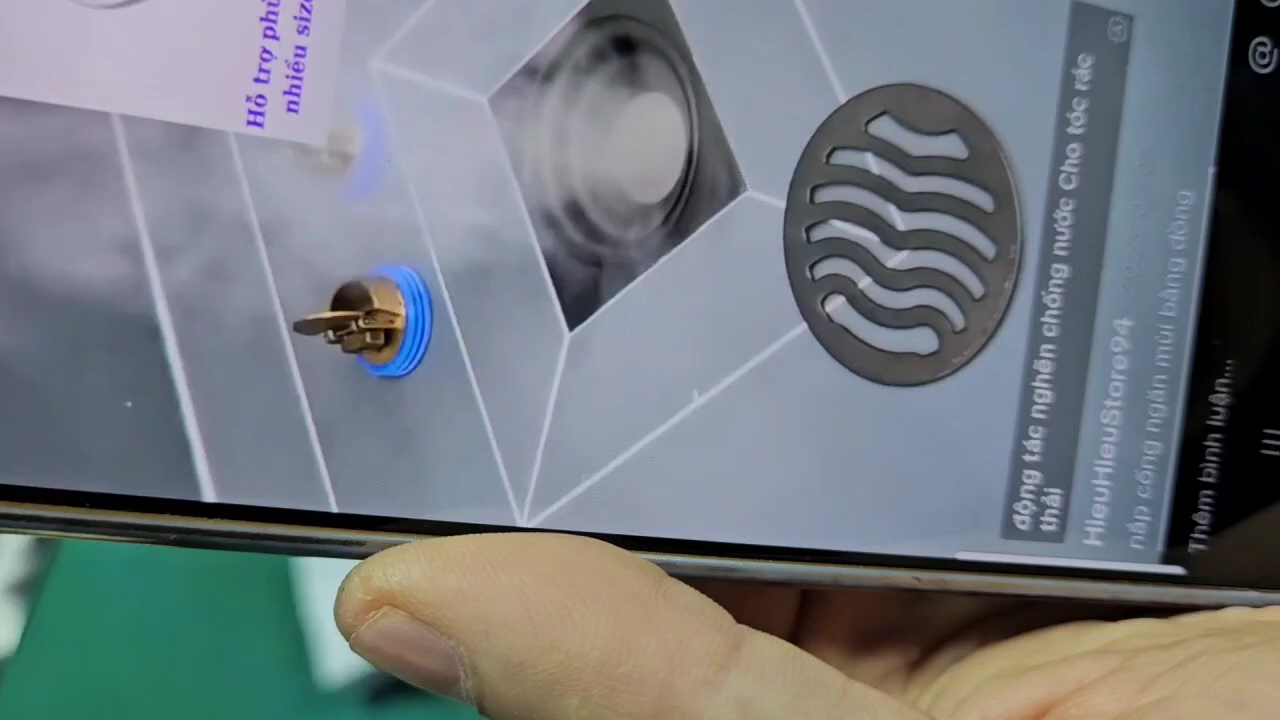 Hỗ trợ phù
nhiều size
động tác nghẽn chống nước Cho tóc rác
thải
HieuHieuStore94
nắp cống ngăn mùi bằng đồng
Thêm bình luận...
@